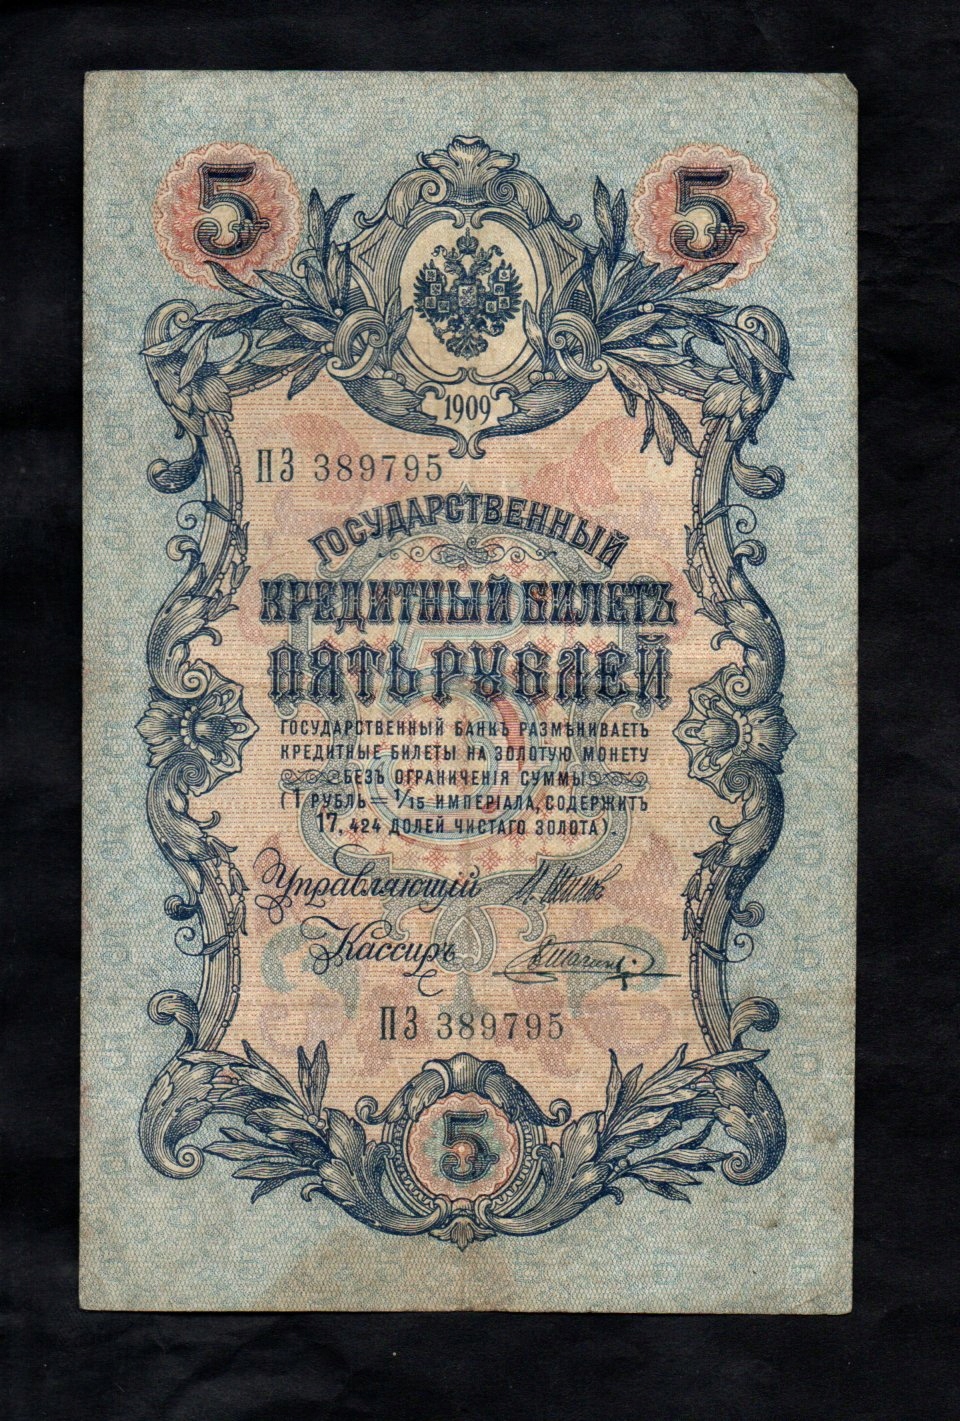 5 5
1909
ПЗ 389795
ГОСУДАРСТВЕННЫЙ
КРЕДИТНЫЙ БИЛЕТЪ
ПЯТЬ РУБЛЕЙ
ГОСУДАРСТВЕННЫЙ БАНКЪ РАЗМѢНИВАЕТЪ
КРЕДИТНЫЕ БИЛЕТЫ НА ЗОЛОТУЮ МОНЕТУ
БЕЗЪ ОГРАНИЧЕНІЯ СУММЫ
(1 РУБЛЬ = 1/15 ИМПЕРІАЛА, СОДЕРЖИТЪ
17,424 ДОЛЕЙ ЧИСТАГО ЗОЛОТА).
Управляющій
Кассиръ
ПЗ 389795
5